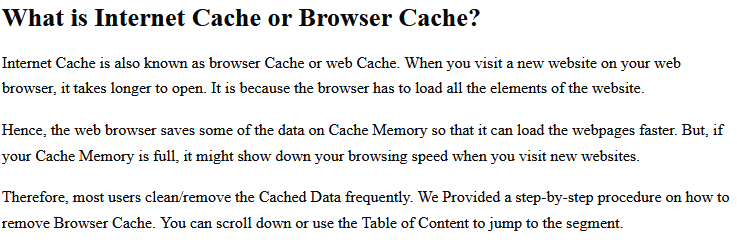 What is Internet Cache or Browser Cache?
Internet Cache is also known as browser Cache or web Cache. When you visit a new website on your web
browser, it takes longer to open. It is because the browser has to load all the elements of the website.
Hence, the web browser saves some of the data on Cache Memory so that it can load the webpages faster. But, if
your Cache Memory is full, it might show down your browsing speed when you visit new websites.
Therefore, most users clean/remove the Cached Data frequently. We Provided a step-by-step procedure on how to
remove Browser Cache. You can scroll down or use the Table of Content to jump to the segment.